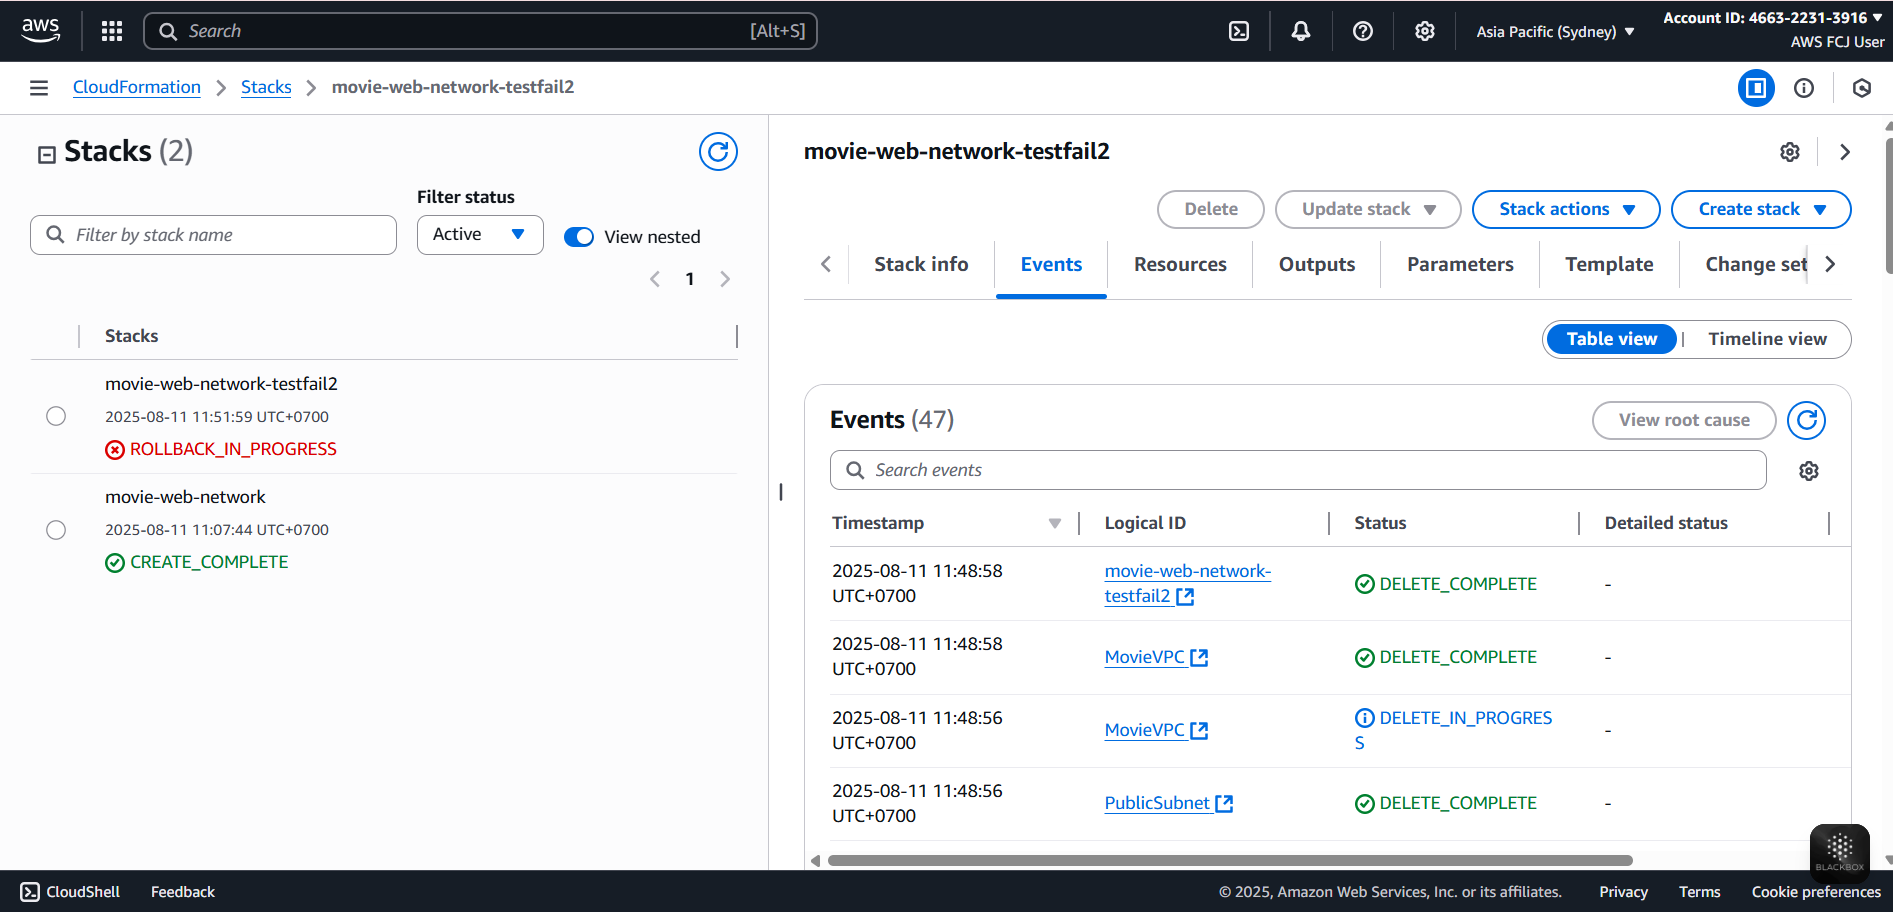 aws
Search
[Alt+S]
Asia Pacific (Sydney)
Account ID: 4663-2231-3916
AWS FCJ User
CloudFormation
Stacks
movie-web-network-testfail2
Stacks (2)
Filter status
Filter by stack name
Active
View nested
1
Stacks
movie-web-network-testfail2
2025-08-11 11:51:59 UTC+0700
ROLLBACK_IN_PROGRESS
movie-web-network
2025-08-11 11:07:44 UTC+0700
CREATE_COMPLETE
movie-web-network-testfail2
Delete
Update stack
Stack actions
Create stack
Stack info
Events
Resources
Outputs
Parameters
Template
Change set
Table view
Timeline view
Events (47)
View root cause
Search events
Timestamp
Logical ID
Status
Detailed status
2025-08-11 11:48:58
UTC+0700
movie-web-network-
testfail2
DELETE_COMPLETE
-
2025-08-11 11:48:58
UTC+0700
MovieVPC
DELETE_COMPLETE
-
2025-08-11 11:48:56
UTC+0700
MovieVPC
DELETE_IN_PROGRES
S
-
2025-08-11 11:48:56
UTC+0700
PublicSubnet
DELETE_COMPLETE
-
BLACKBOX
CloudShell
Feedback
© 2025, Amazon Web Services, Inc. or its affiliates.
Privacy
Terms
Cookie preferences